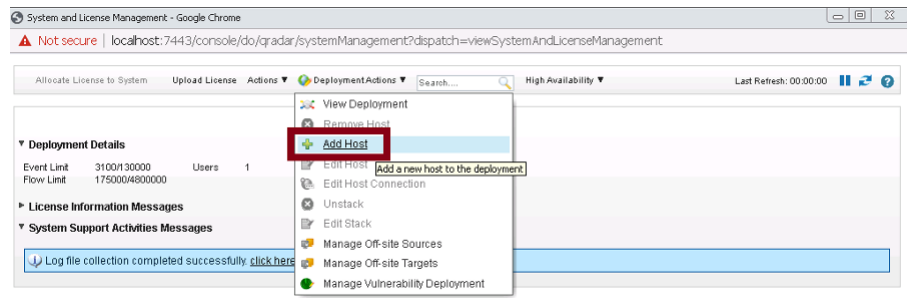 System and License Management - Google Chrome
Not secure | localhost:7443/console/do/qradar/systemManagement?dispatch=viewSystemAndLicenseManagement
Allocate License to System Upload License Actions ▼ Deployment Actions ▼ Search... High Availability ▼ Last Refresh: 00:00:00
View Deployment
Remove Host
Add Host
Edit Host
Add a new host to the deployment
Edit Host Connection
Unstack
Edit Stack
Manage Off-site Sources
Manage Off-site Targets
Manage Vulnerability Deployment
Deployment Details
Event Limit 3100/130000 Users 1
Flow Limit 175000/4800000
License Information Messages
System Support Activities Messages
Log file collection completed successfully. click here